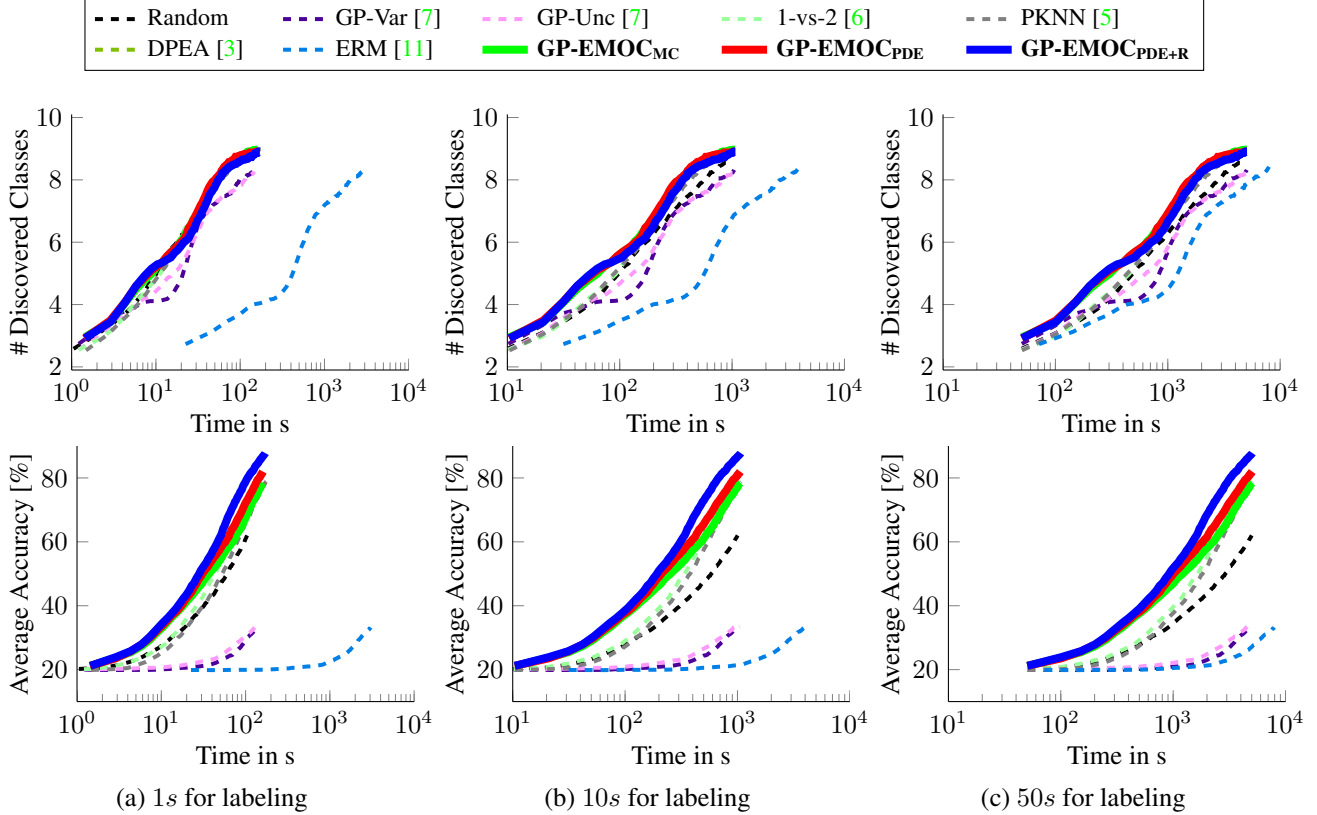 Random GP-Var [7] GP-Unc [7] 1-vs-2 [6] PKNN [5]
DPEA [3] ERM [11] GP-EMOC_MC GP-EMOC_PDE GP-EMOC_PDE+R
# Discovered Classes
10
8
6
4
2
10^0 10^1 10^2 10^3 10^4
Time in s
# Discovered Classes
10
8
6
4
2
10^1 10^2 10^3 10^4
Time in s
# Discovered Classes
10
8
6
4
2
10^1 10^2 10^3 10^4
Time in s
Average Accuracy [%]
80
60
40
20
10^0 10^1 10^2 10^3 10^4
Time in s
Average Accuracy [%]
80
60
40
20
10^1 10^2 10^3 10^4
Time in s
Average Accuracy [%]
80
60
40
20
10^1 10^2 10^3 10^4
Time in s
(a) 1s for labeling
(b) 10s for labeling
(c) 50s for labeling